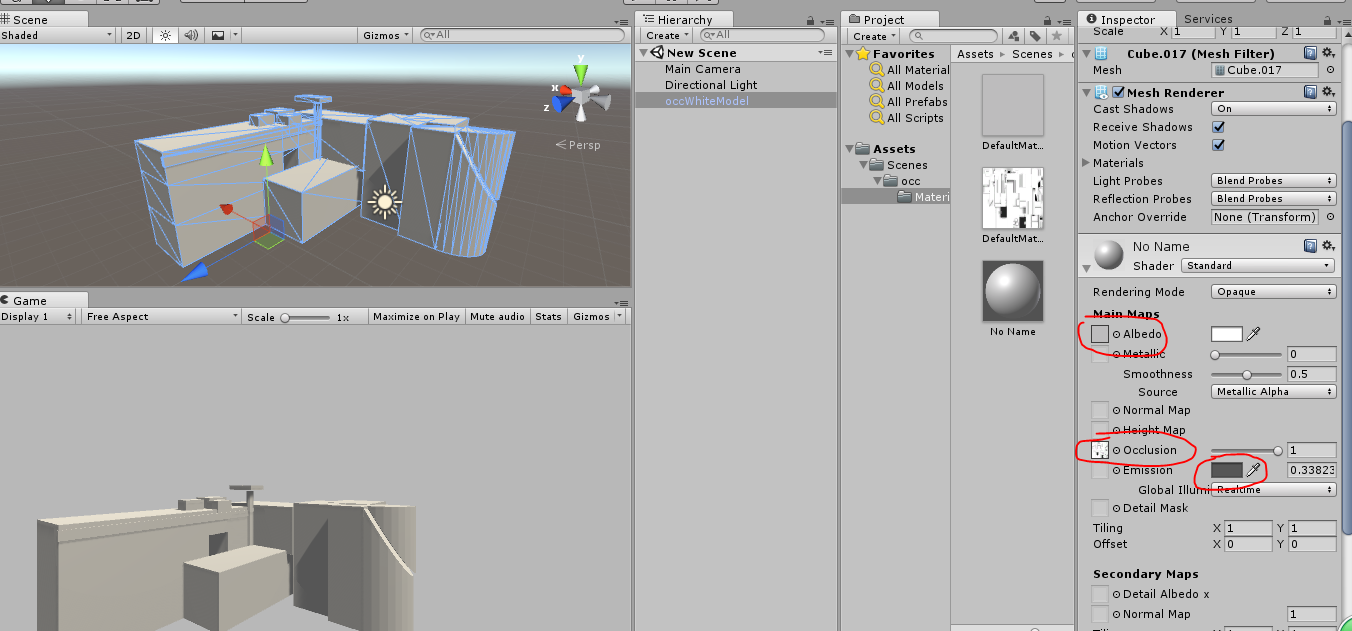 Scene
Shaded
2D
Gizmos
All
y
x
z
Persp
Game
Display 1
Free Aspect
Scale
1x
Maximize on Play
Mute audio
Stats
Gizmos
Hierarchy
Create
All
New Scene
Main Camera
Directional Light
occWhiteModel
Project
Create
Favorites
All Material
All Models
All Prefabs
All Scripts
Assets
Scenes
occ
Materi
Assets
Scenes
DefaultMat...
DefaultMat...
No Name
Inspector
Services
Scale
X 1
Y 1
Z 1
Cube.017 (Mesh Filter)
Mesh
Cube.017
Mesh Renderer
Cast Shadows
On
Receive Shadows
Motion Vectors
Materials
Light Probes
Blend Probes
Reflection Probes
Blend Probes
Anchor Override
None (Transform)
No Name
Shader
Standard
Rendering Mode
Opaque
Main Maps
Albedo
Metallic
0
Smoothness
0.5
Source
Metallic Alpha
Normal Map
Height Map
Occlusion
1
Emission
0.33823
Global Illumi
Realtime
Detail Mask
Tiling
X 1
Y 1
Offset
X 0
Y 0
Secondary Maps
Detail Albedo x
Normal Map
1